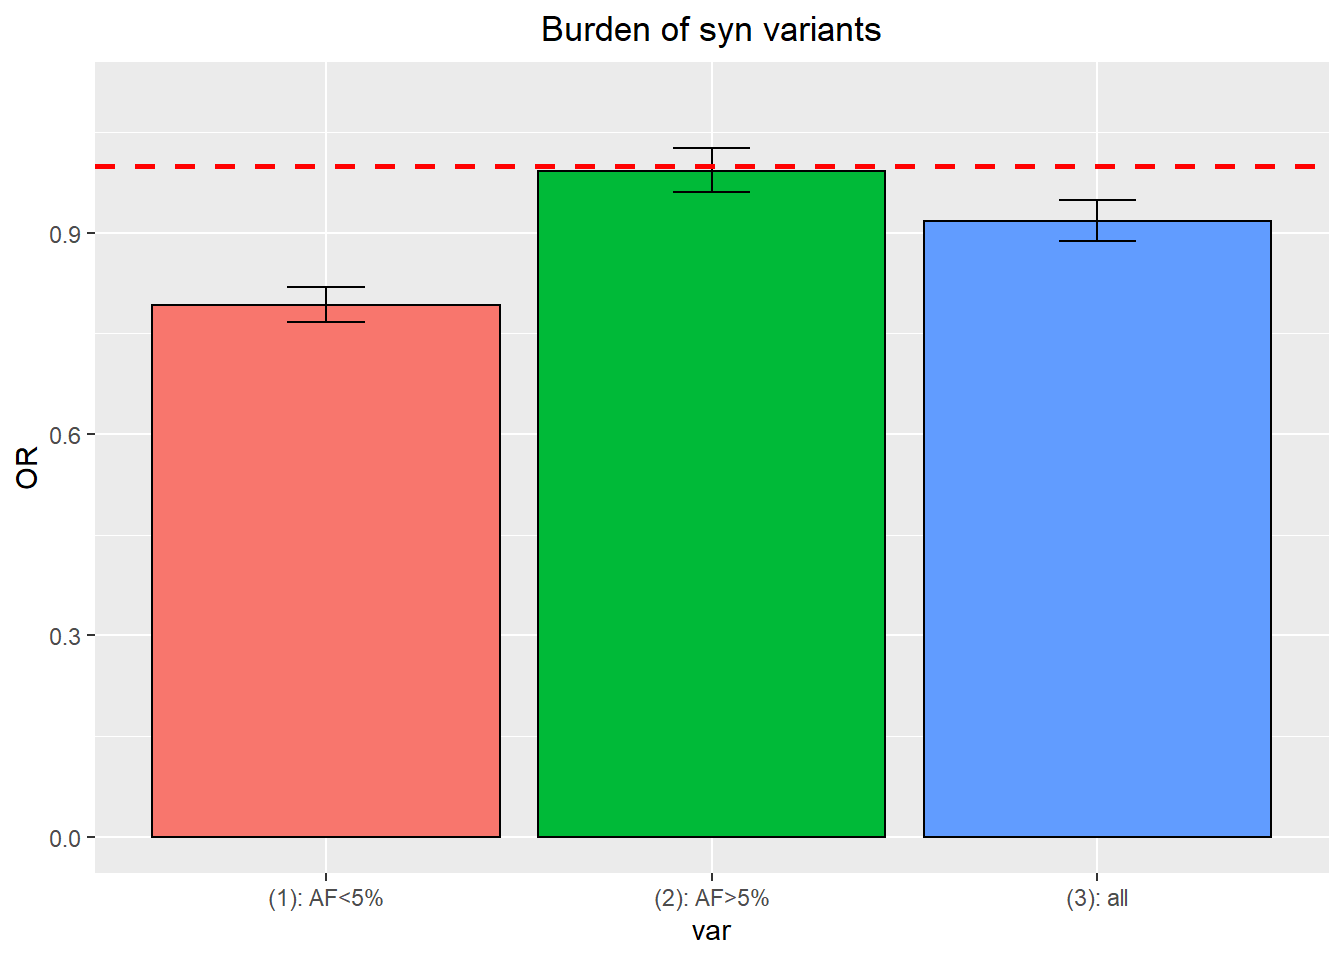 Burden of syn variants
OR
0.9
0.6
0.3
0.0
(1): AF<5%
(2): AF>5%
(3): all
var